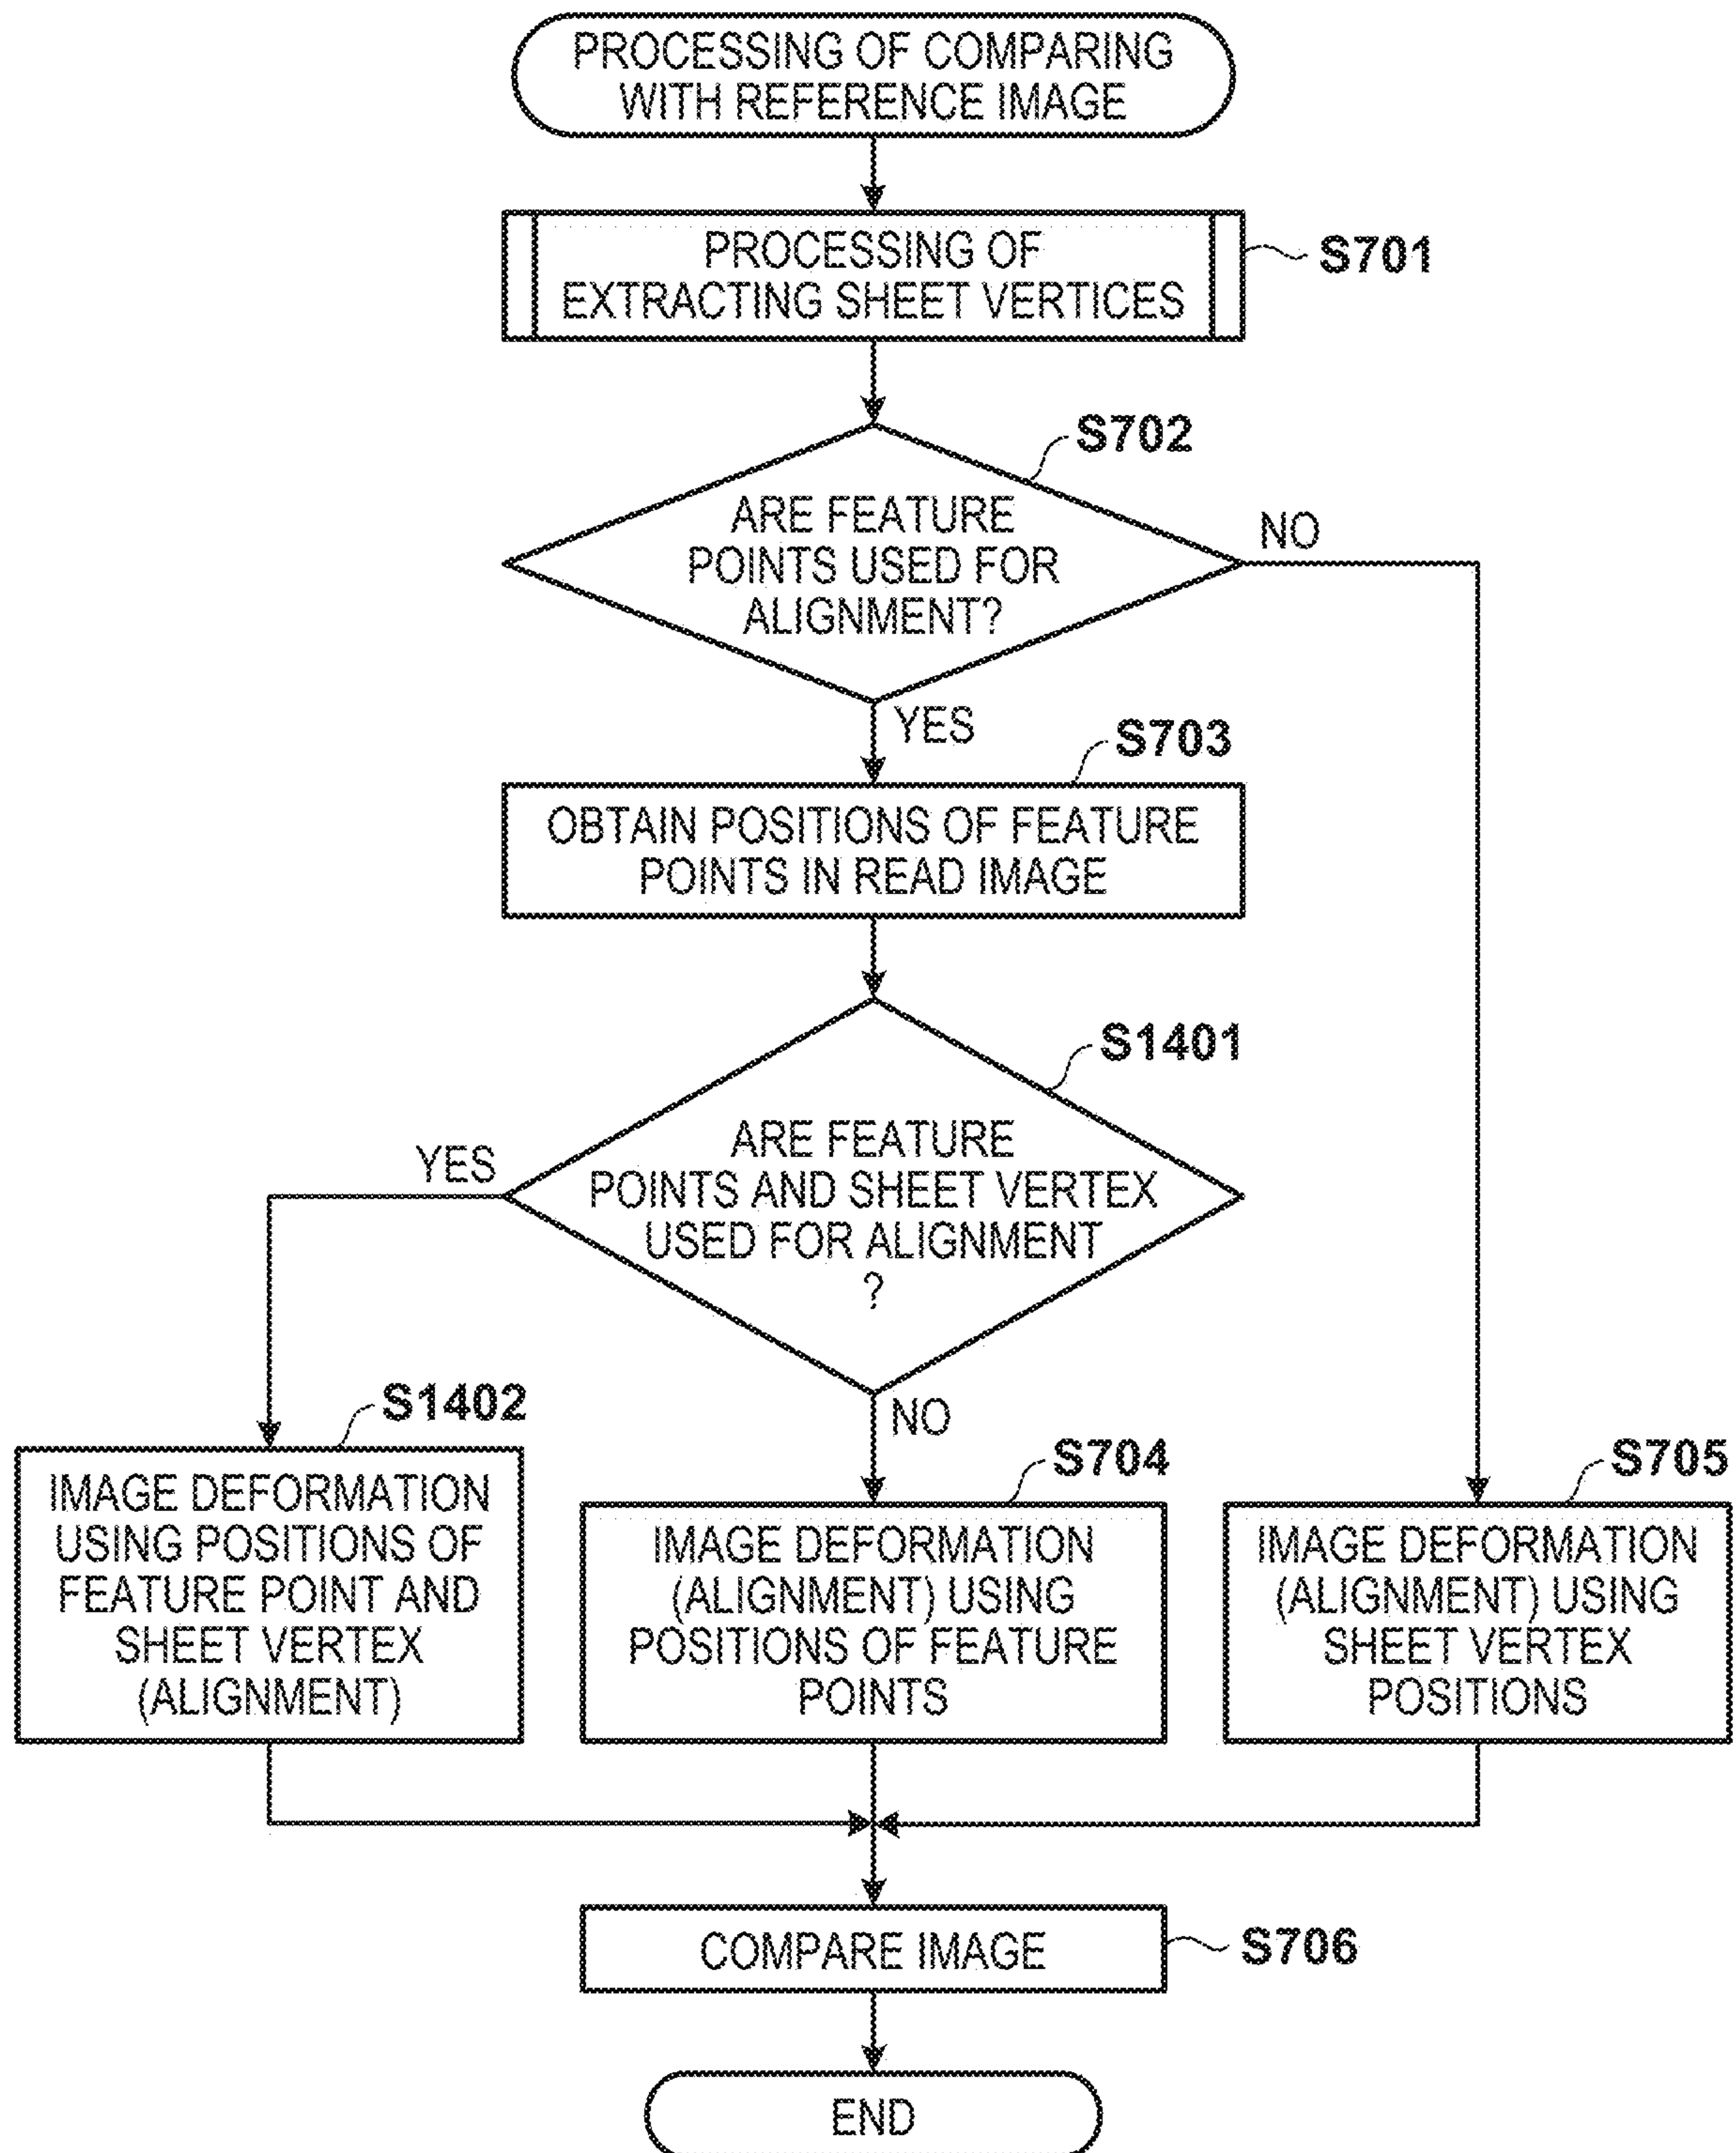 PROCESSING OF COMPARING
WITH REFERENCE IMAGE
PROCESSING OF
EXTRACTING SHEET VERTICES
S701
S702
ARE FEATURE
POINTS USED FOR
ALIGNMENT?
NO
YES
S703
OBTAIN POSITIONS OF FEATURE
POINTS IN READ IMAGE
S1401
ARE FEATURE
POINTS AND SHEET VERTEX
USED FOR ALIGNMENT
?
YES
NO
S1402
IMAGE DEFORMATION
USING POSITIONS OF
FEATURE POINT AND
SHEET VERTEX
(ALIGNMENT)
S704
IMAGE DEFORMATION
(ALIGNMENT) USING
POSITIONS OF FEATURE
POINTS
S705
IMAGE DEFORMATION
(ALIGNMENT) USING
SHEET VERTEX
POSITIONS
COMPARE IMAGE
S706
END